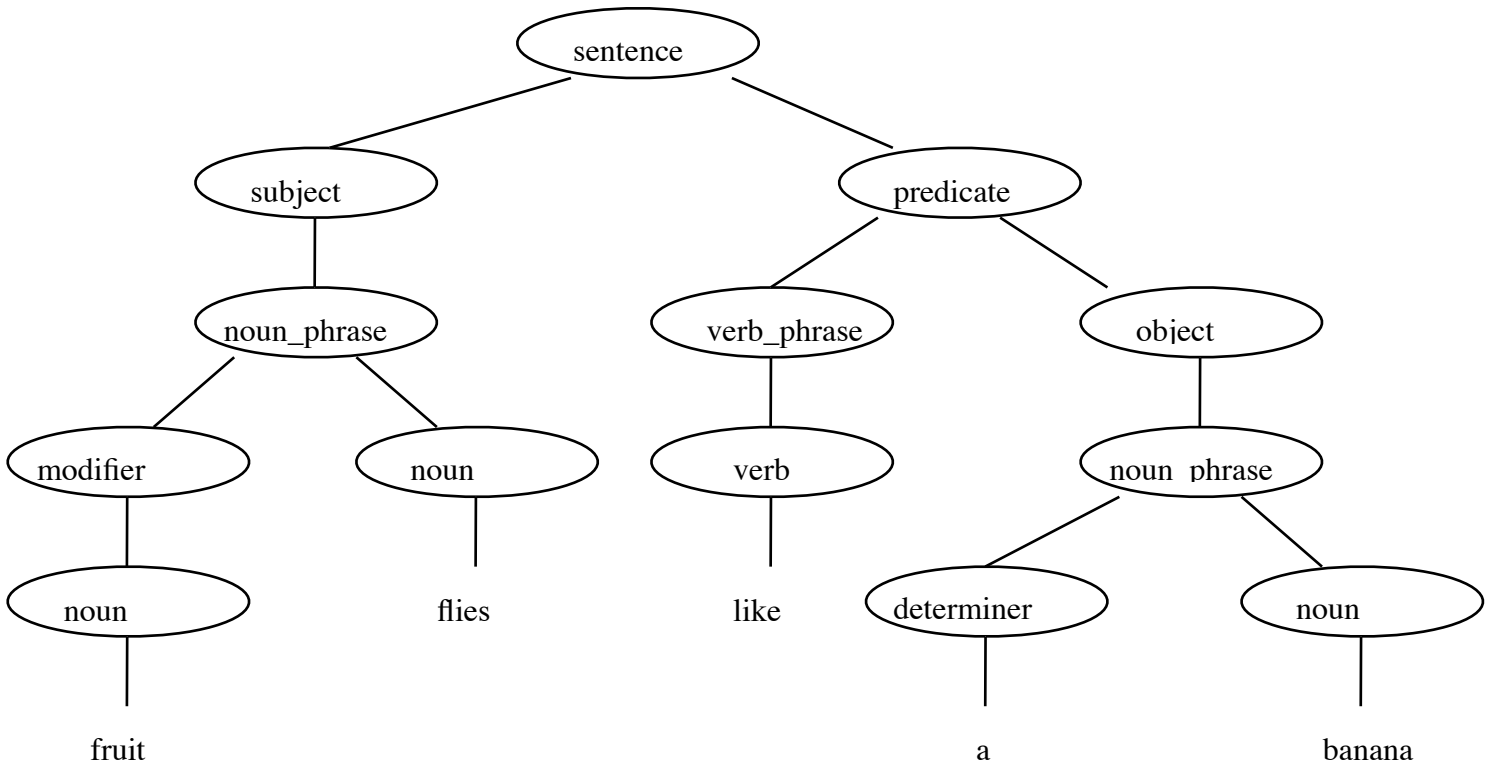 sentence
subject predicate
noun_phrase verb_phrase object
modifier noun verb noun_phrase
noun flies like determiner noun
fruit a banana